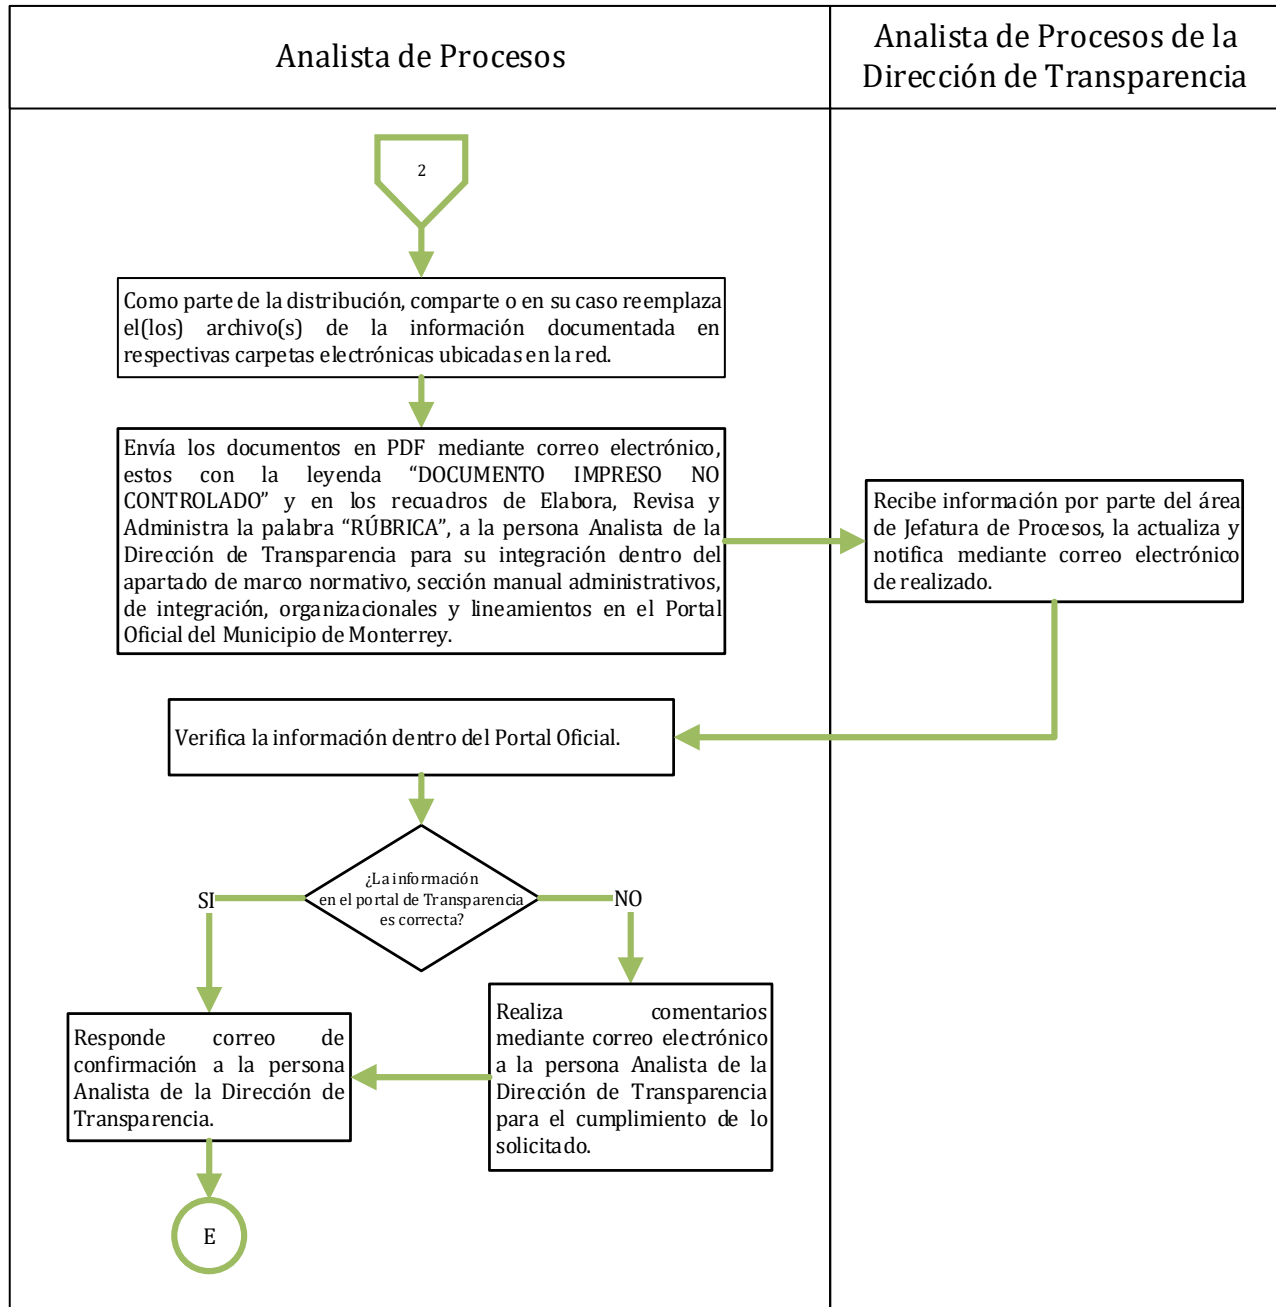 Analista de Procesos
Analista de Procesos de la
Dirección de Transparencia
2
Como parte de la distribución, comparte o en su caso reemplaza
el(los) archivo(s) de la información documentada en
respectivas carpetas electrónicas ubicadas en la red.
Envía los documentos en PDF mediante correo electrónico,
estos con la leyenda “DOCUMENTO IMPRESO NO
CONTROLADO” y en los recuadros de Elabora, Revisa y
Administra la palabra “RÚBRICA”, a la persona Analista de la
Dirección de Transparencia para su integración dentro del
apartado de marco normativo, sección manual administrativos,
de integración, organizacionales y lineamientos en el Portal
Oficial del Municipio de Monterrey.
Recibe información por parte del área
de Jefatura de Procesos, la actualiza y
notifica mediante correo electrónico
de realizado.
Verifica la información dentro del Portal Oficial.
¿La información
en el portal de Transparencia
es correcta?
SI
NO
Responde correo de
confirmación a la persona
Analista de la Dirección de
Transparencia.
Realiza comentarios
mediante correo electrónico
a la persona Analista de la
Dirección de Transparencia
para el cumplimiento de lo
solicitado.
E